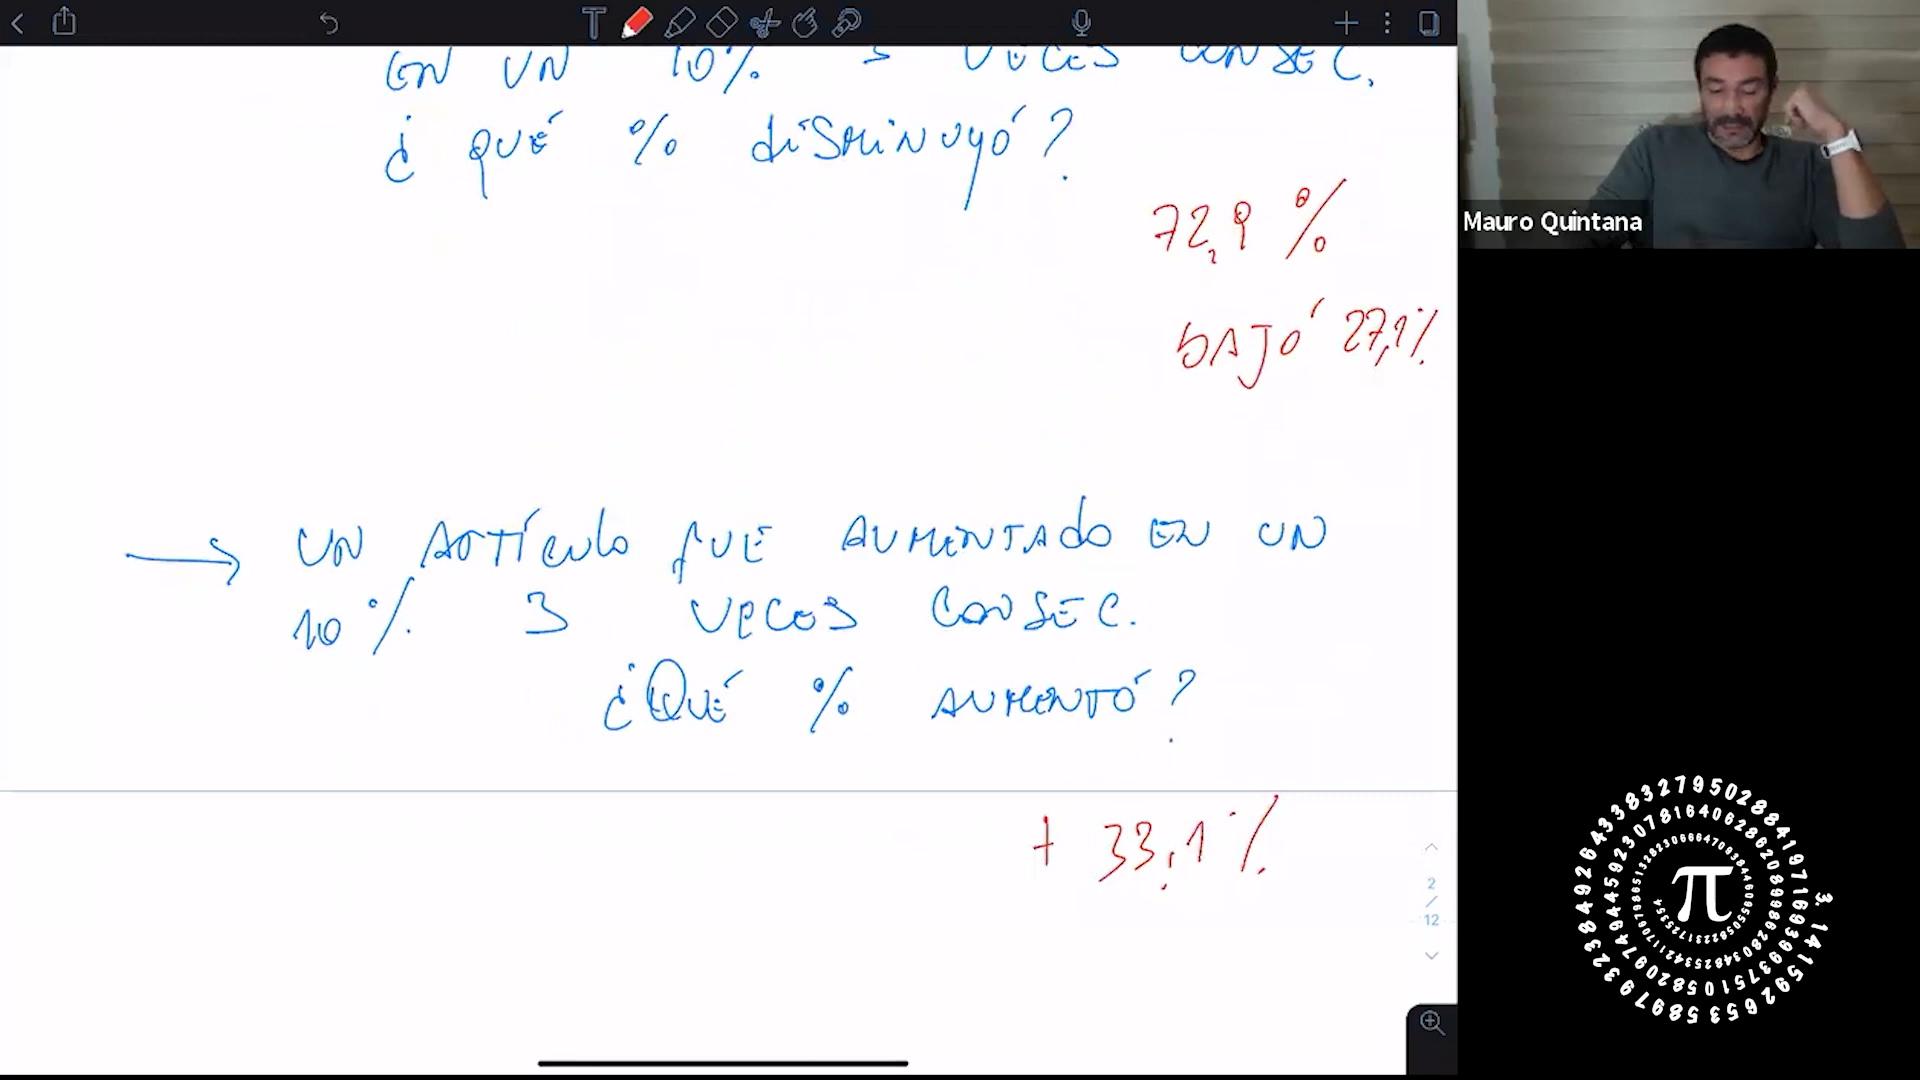 EN UN 10% 3 VECES CONSEC.
¿QUÉ % disminuyó?
72,9 %
bAJÓ 27,1%
→ UN ARTÍCULO fUE AUMENTADO EN UN
10% 3 VECES CONSEC.
¿QUÉ % AUMENTÓ?
+ 33,1%
2
/
12
Mauro Quintana
π